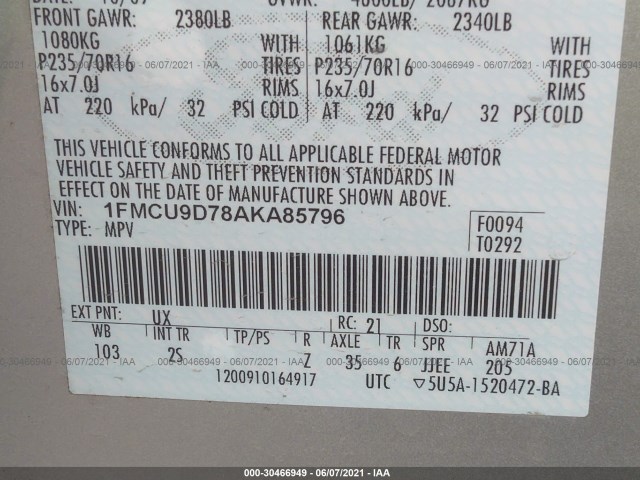 FRONT GAWR: 2380LB REAR GAWR: 2340LB
1080KG WITH 1061KG WITH
P235/70R16 TIRES P235/70R16 TIRES
16x7.0J RIMS 16x7.0J RIMS
AT 220 kPa/ 32 PSI COLD AT 220 kPa/ 32 PSI COLD
THIS VEHICLE CONFORMS TO ALL APPLICABLE FEDERAL MOTOR
VEHICLE SAFETY AND THEFT PREVENTION STANDARDS IN
EFFECT ON THE DATE OF MANUFACTURE SHOWN ABOVE.
VIN: 1FMCU9D78AKA85796
TYPE: MPV
F0094
T0292
EXT PNT: UX RC: 21 DSO:
WB INT TR TP/PS R AXLE TR SPR AM71A
103 2S Z 35 6 JJEE 205
1200910164917 UTC ▽5U5A-1520472-BA
000-30466949 - 06/07/2021 - IAA